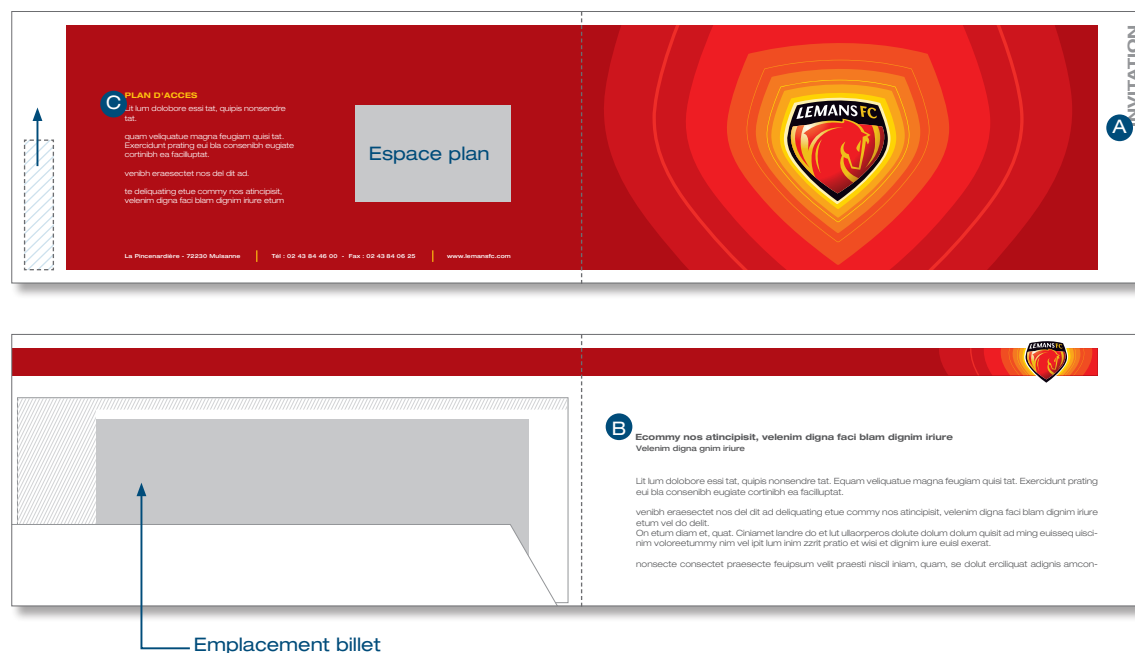 C
PLAN D'ACCES
Lit lum dolobore essi tat, quipis nonsendre
tat.
quam veliquatue magna feugiam quisi tat.
Exercidunt prating eui bla consenibh eugiate
cortinibh ea facilluptat.
venibh eraesectet nos del dit ad.
te deliquating etue commy nos atincipisit,
velenim digna faci blam dignim iriure etum
Espace plan
La Pincenardière - 72230 Mulsanne | Tél : 02 43 84 46 00 - Fax : 02 43 84 06 25 | www.lemansfc.com
LEMANS FC
INVITATION
A
LEMANS FC
B
Ecommy nos atincipisit, velenim digna faci blam dignim iriure
Velenim digna gnim iriure
Lit lum dolobore essi tat, quipis nonsendre tat. Equam veliquatue magna feugiam quisi tat. Exercidunt prating
eui bla consenibh eugiate cortinibh ea facilluptat.
venibh eraesectet nos del dit ad deliquating etue commy nos atincipisit, velenim digna faci blam dignim iriure
etum vel do delit.
On etum diam et, quat. Ciniamet landre do et lut ullaorperos dolute dolum dolum quisit ad ming euisseq uisci-
nim voloreetummy nim vel ipit lum inim zzrit pratio et wisi et dignim iure euisl exerat.
nonsecte consectet praesecte feuipsum velit praesti niscil iniam, quam, se dolut erciliquat adignis amcon-
Emplacement billet